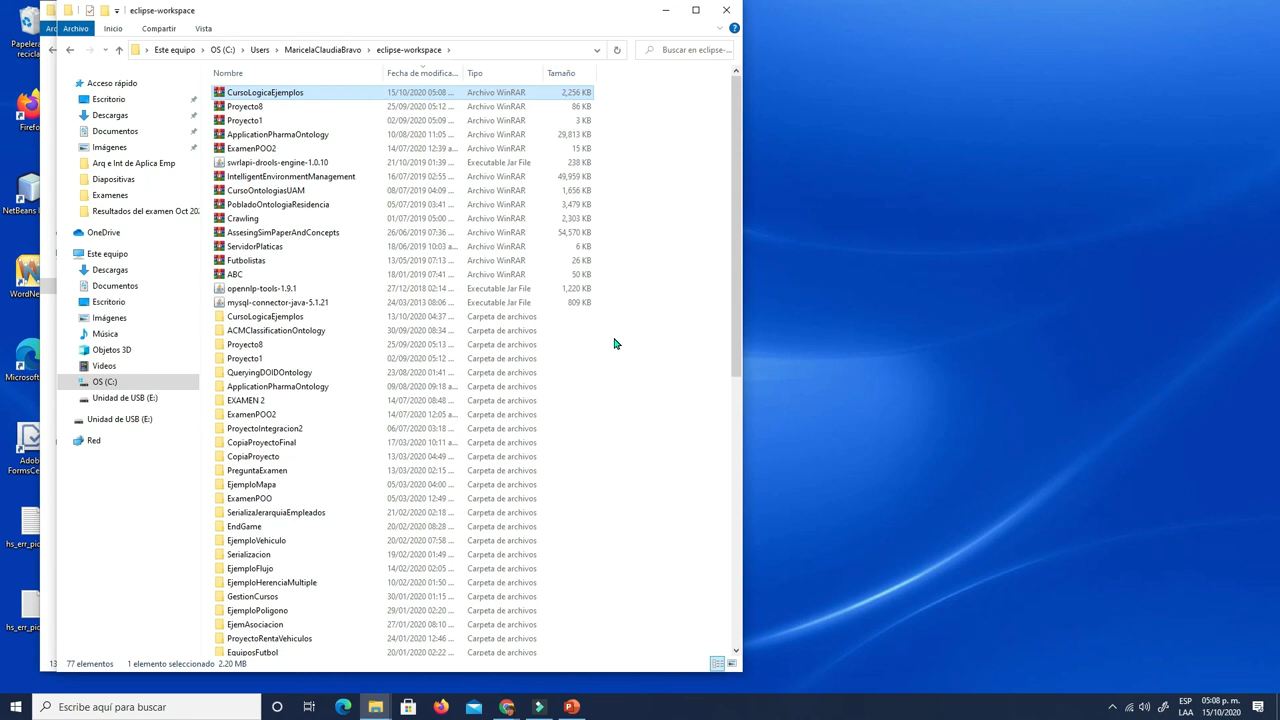 eclipse-workspace
Archivo Inicio Compartir Vista
Este equipo OS (C:) Users MaricelaClaudiaBravo eclipse-workspace Buscar en eclipse-...
Nombre Fecha de modifica... Tipo Tamaño
Acceso rápido
Escritorio
Descargas
Documentos
Imágenes
Arq e Int de Aplica Emp
Diapositivas
Examenes
Resultados del examen Oct 202
OneDrive
Este equipo
Descargas
Documentos
Escritorio
Imágenes
Música
Objetos 3D
Videos
OS (C:)
Unidad de USB (E:)
Unidad de USB (E:)
Red
CursoLogicaEjemplos 15/10/2020 05:08 ... Archivo WinRAR 2,256 KB
Proyecto8 25/09/2020 05:12 ... Archivo WinRAR 86 KB
Proyecto1 02/09/2020 05:09 ... Archivo WinRAR 3 KB
ApplicationPharmaOntology 10/08/2020 11:05 ... Archivo WinRAR 29,813 KB
ExamenPOO2 14/07/2020 12:39 a... Archivo WinRAR 15 KB
swrlapi-drools-engine-1.0.10 21/10/2019 01:39 ... Executable Jar File 238 KB
IntelligentEnvironmentManagement 16/07/2019 02:55 ... Archivo WinRAR 49,959 KB
CursoOntologiasUAM 08/07/2019 04:09 ... Archivo WinRAR 1,656 KB
PobladoOntologiaResidencia 05/07/2019 03:41 ... Archivo WinRAR 3,479 KB
Crawling 01/07/2019 05:00 ... Archivo WinRAR 2,303 KB
AssesingSimPaperAndConcepts 26/06/2019 07:36 ... Archivo WinRAR 54,570 KB
ServidorPlaticas 18/06/2019 10:03 a... Archivo WinRAR 6 KB
Futbolistas 13/05/2019 07:13 ... Archivo WinRAR 26 KB
ABC 18/01/2019 07:41 ... Archivo WinRAR 50 KB
opennlp-tools-1.9.1 27/12/2018 02:14 ... Executable Jar File 1,220 KB
mysql-connector-java-5.1.21 24/03/2013 08:06 ... Executable Jar File 809 KB
CursoLogicaEjemplos 13/10/2020 04:37 ... Carpeta de archivos
ACMClassificationOntology 30/09/2020 08:34 ... Carpeta de archivos
Proyecto8 25/09/2020 05:13 ... Carpeta de archivos
Proyecto1 02/09/2020 05:12 ... Carpeta de archivos
QueryingDOIDOntology 23/08/2020 01:41 ... Carpeta de archivos
ApplicationPharmaOntology 09/08/2020 09:18 a... Carpeta de archivos
EXAMEN 2 14/07/2020 08:48 ... Carpeta de archivos
ExamenPOO2 14/07/2020 12:05 a... Carpeta de archivos
ProyectoIntegracion2 06/07/2020 03:18 ... Carpeta de archivos
CopiaProyectoFinal 17/03/2020 10:11 a... Carpeta de archivos
CopiaProyecto 13/03/2020 04:49 ... Carpeta de archivos
PreguntaExamen 13/03/2020 02:15 ... Carpeta de archivos
EjemploMapa 05/03/2020 04:00 ... Carpeta de archivos
ExamenPOO 05/03/2020 12:49 ... Carpeta de archivos
SerializaJerarquiaEmpleados 21/02/2020 02:18 ... Carpeta de archivos
EndGame 20/02/2020 08:28 ... Carpeta de archivos
EjemploVehiculo 20/02/2020 07:58 ... Carpeta de archivos
Serializacion 19/02/2020 01:49 ... Carpeta de archivos
EjemploFlujo 14/02/2020 02:05 ... Carpeta de archivos
EjemploHerenciaMultiple 10/02/2020 01:50 ... Carpeta de archivos
GestionCursos 30/01/2020 01:15 ... Carpeta de archivos
EjemploPoligono 29/01/2020 02:20 ... Carpeta de archivos
EjemAsociacion 27/01/2020 08:10 ... Carpeta de archivos
ProyectoRentaVehiculos 24/01/2020 12:46 ... Carpeta de archivos
EquiposFutbol 20/01/2020 02:22 ... Carpeta de archivos
77 elementos 1 elemento seleccionado 2.20 MB
Papelera
recicla
Firefo
NetBeans I
WordNe
Microsoft
Adob
FormsCe
hs_err_pic
hs_err_pic
Escribe aquí para buscar
ESP 05:08 p. m.
LAA 15/10/2020